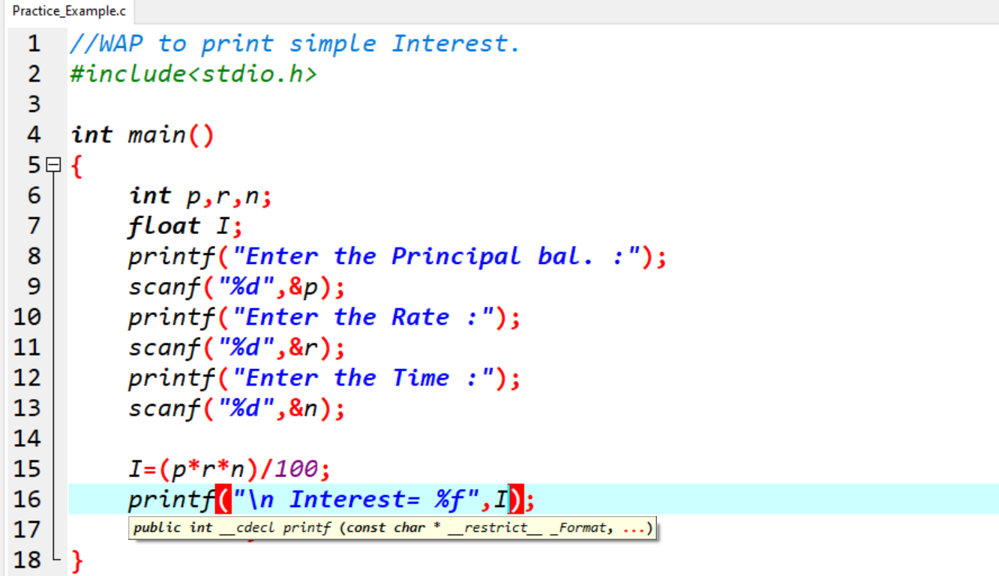 Practice_Example.c
1 //WAP to print simple Interest.
2 #include<stdio.h>
3
4 int main()
5 {
6 int p,r,n;
7 float I;
8 printf("Enter the Principal bal. :");
9 scanf("%d",&p);
10 printf("Enter the Rate :");
11 scanf("%d",&r);
12 printf("Enter the Time :");
13 scanf("%d",&n);
14
15 I=(p*r*n)/100;
16 printf("\n Interest= %f",I);
17 public int __cdecl printf (const char * __restrict__ _Format, ...)
18 }